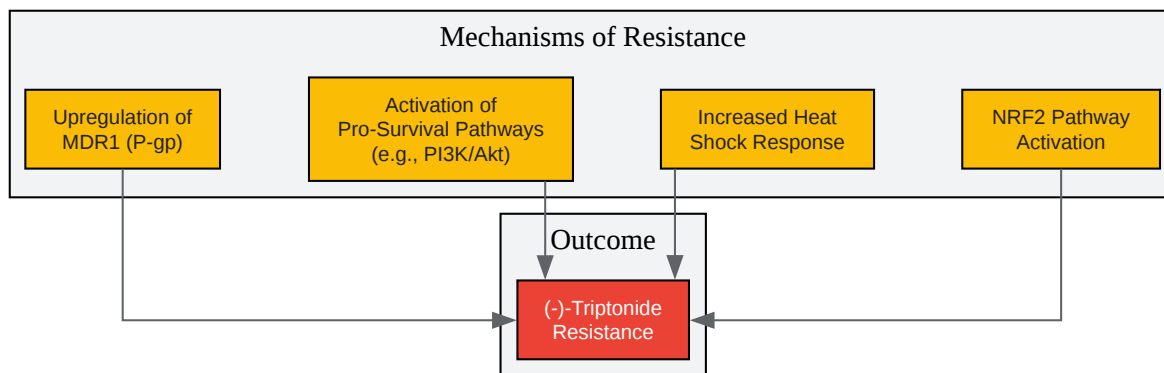 Mechanisms of Resistance
Upregulation of
MDR1 (P-gp)
Activation of
Pro-Survival Pathways
(e.g., PI3K/Akt)
Increased Heat
Shock Response
NRF2 Pathway
Activation
Outcome
(-)-Triptonide
Resistance